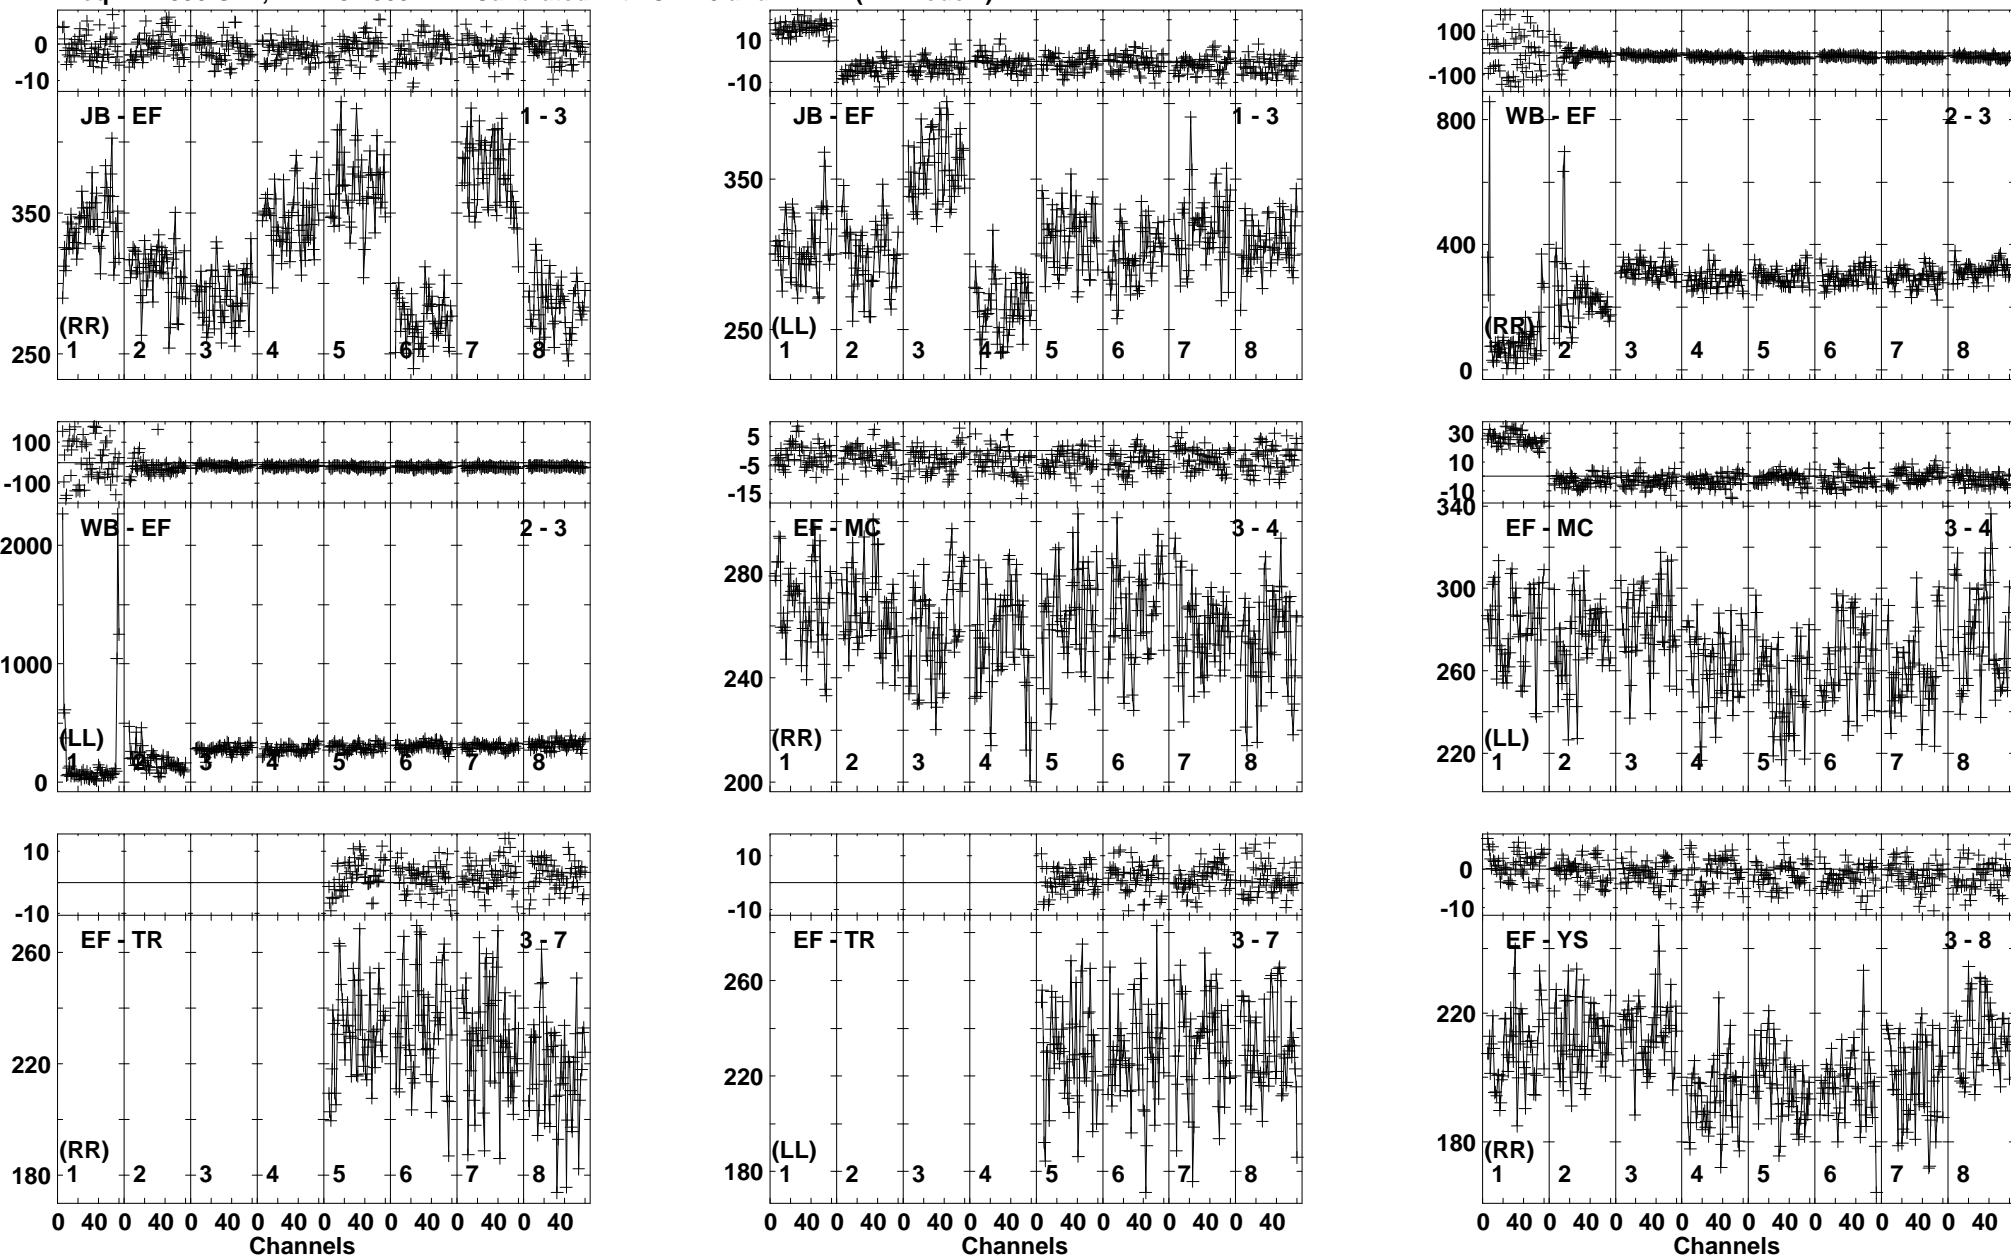 0 -10 JB - EF 1 - 3 350 250 (RR) 1 2 3 4 5 6 7 8
10 -10 JB - EF 1 - 3 350 250 (LL) 1 2 3 4 5 6 7 8
100 -100 WB - EF 2 - 3 800 400 0 (RR) 2 3 4 5 6 7 8
100 -100 WB - EF 2 - 3 2000 1000 0 (LL) 1 2 3 4 5 6 7 8
5 -5 -15 EF - MC 3 - 4 280 240 200 (RR) 1 2 3 4 5 6 7 8
30 10 -10 340 EF - MC 3 - 4 300 260 220 (LL) 1 2 3 4 5 6 7 8
10 -10 EF - TR 3 - 7 260 220 180 (RR) 1 2 3 4 5 6 7 8
0 40 0 40 0 40 0 40 0 40 0 40 0 40 0 40
Channels
10 -10 EF - TR 3 - 7 260 220 180 (LL) 1 2 3 4 5 6 7 8
0 40 0 40 0 40 0 40 0 40 0 40 0 40 0 40
Channels
0 -10 EF - YS 3 - 8 220 180 (RR) 1 2 3 4 5 6 7 8
0 40 0 40 0 40 0 40 0 40 0 40 0 40 0 40
Channels